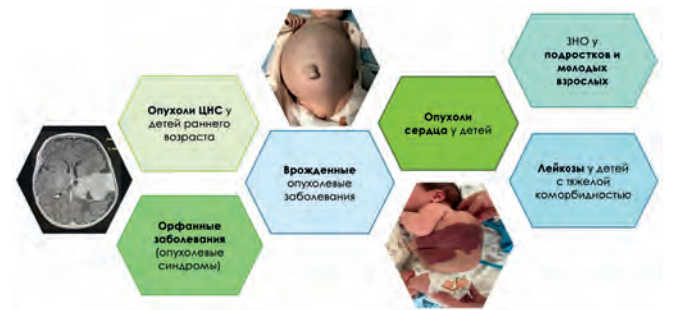 Опухоли ЦНС у
детей раннего
возраста
Орфанные
заболевания
(опухолевые
синдромы)
Врожденные
опухолевые
заболевания
Опухоли
сердца у детей
ЗНО у
подростков и
молодых
взрослых
Лейкозы у детей
с тяжелой
коморбидностью